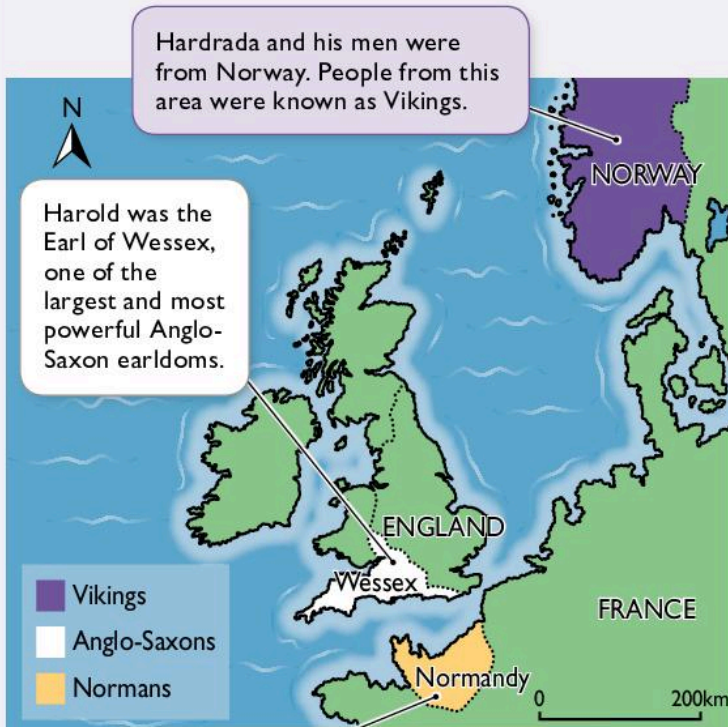 Hardrada and his men were
from Norway. People from this
area were known as Vikings.
N
NORWAY
Harold was the
Earl of Wessex,
one of the
largest and most
powerful Anglo-
Saxon earldoms.
ENGLAND
Wessex
Vikings
Anglo-Saxons
Normans
FRANCE
Normandy
0 200km